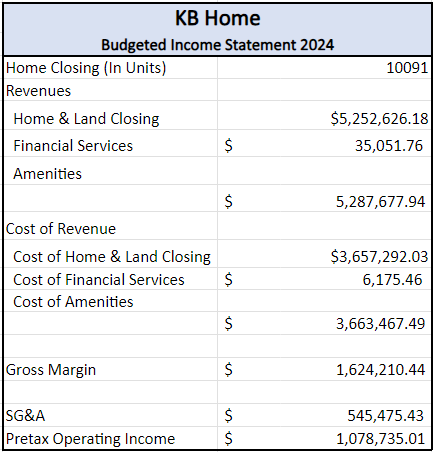 KB Home
Budgeted Income Statement 2024
Home Closing (In Units) 10091
Revenues
Home & Land Closing $5,252,626.18
Financial Services $ 35,051.76
Amenities
$ 5,287,677.94
Cost of Revenue
Cost of Home & Land Closing $3,657,292.03
Cost of Financial Services $ 6,175.46
Cost of Amenities
$ 3,663,467.49
Gross Margin $ 1,624,210.44
SG&A $ 545,475.43
Pretax Operating Income $ 1,078,735.01